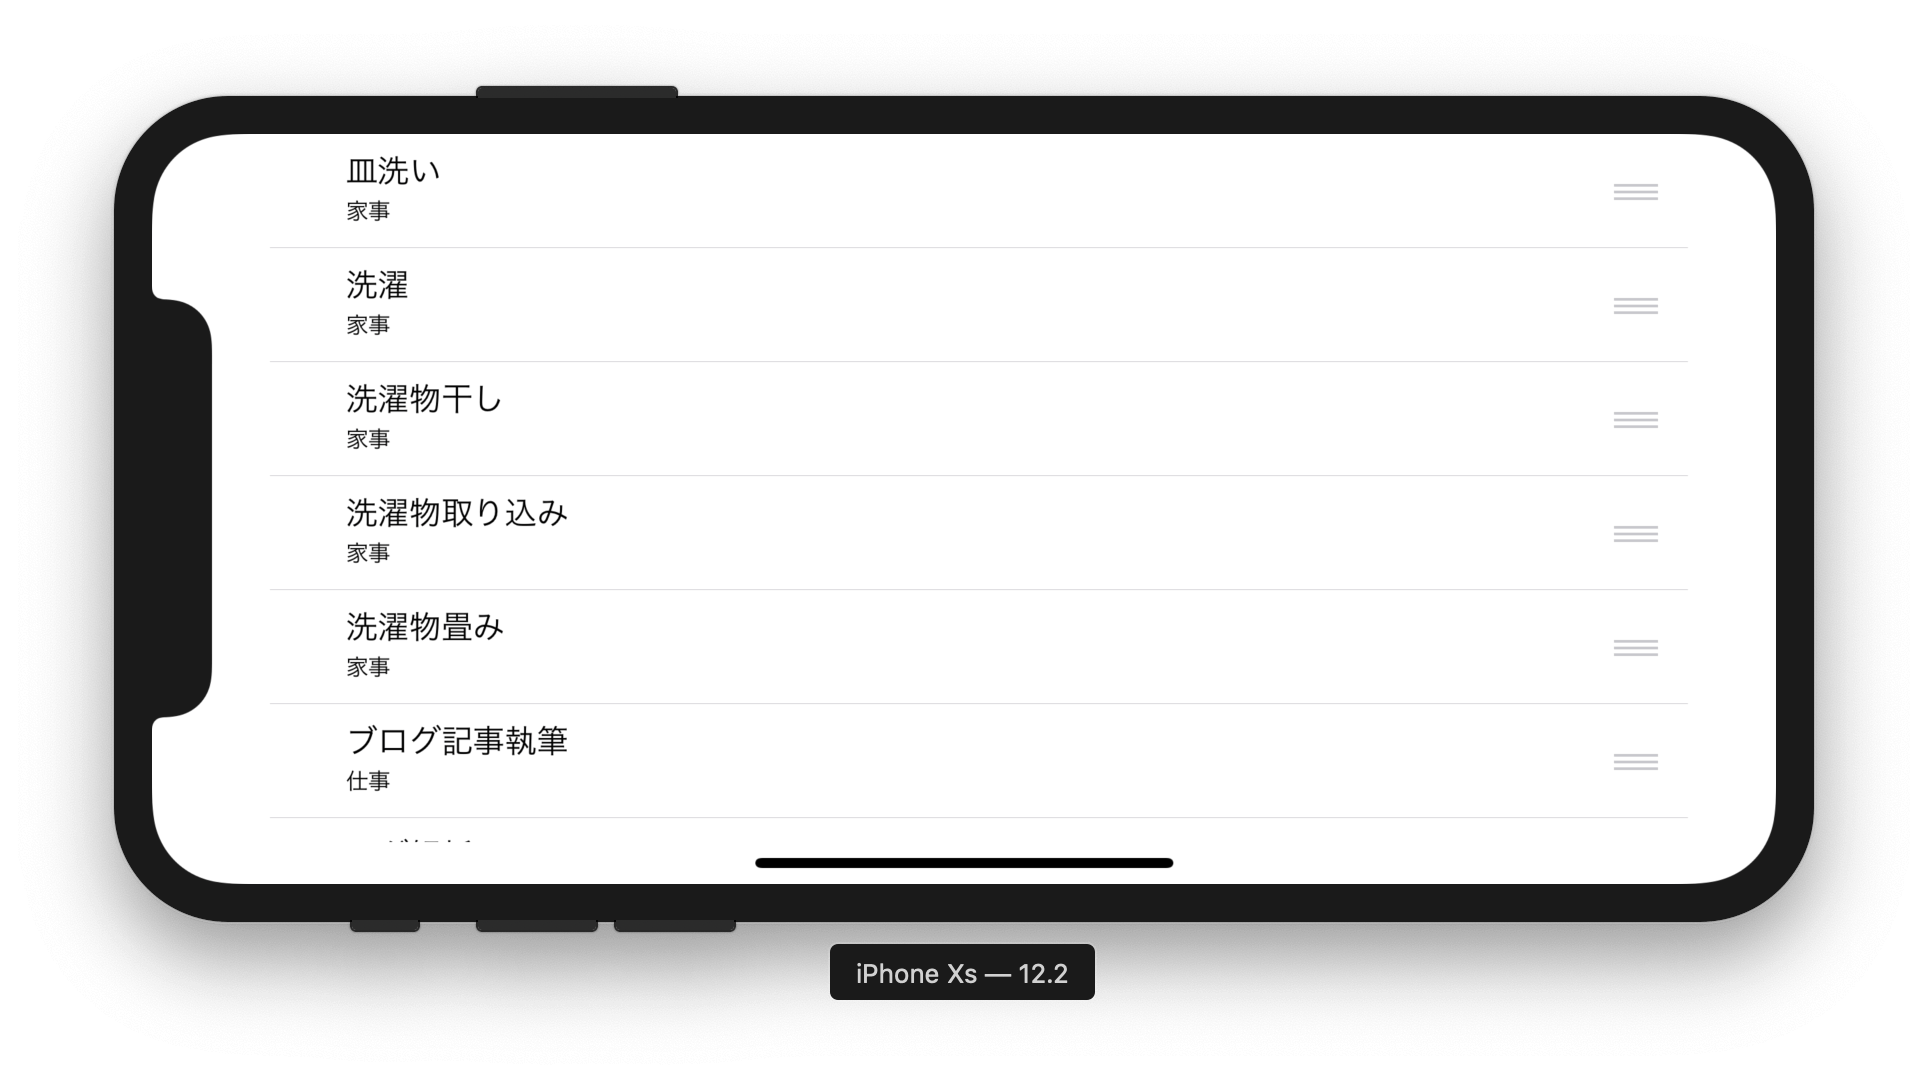 皿洗い
家事
洗濯
家事
洗濯物干し
家事
洗濯物取り込み
家事
洗濯物畳み
家事
ブログ記事執筆
仕事
iPhone Xs — 12.2